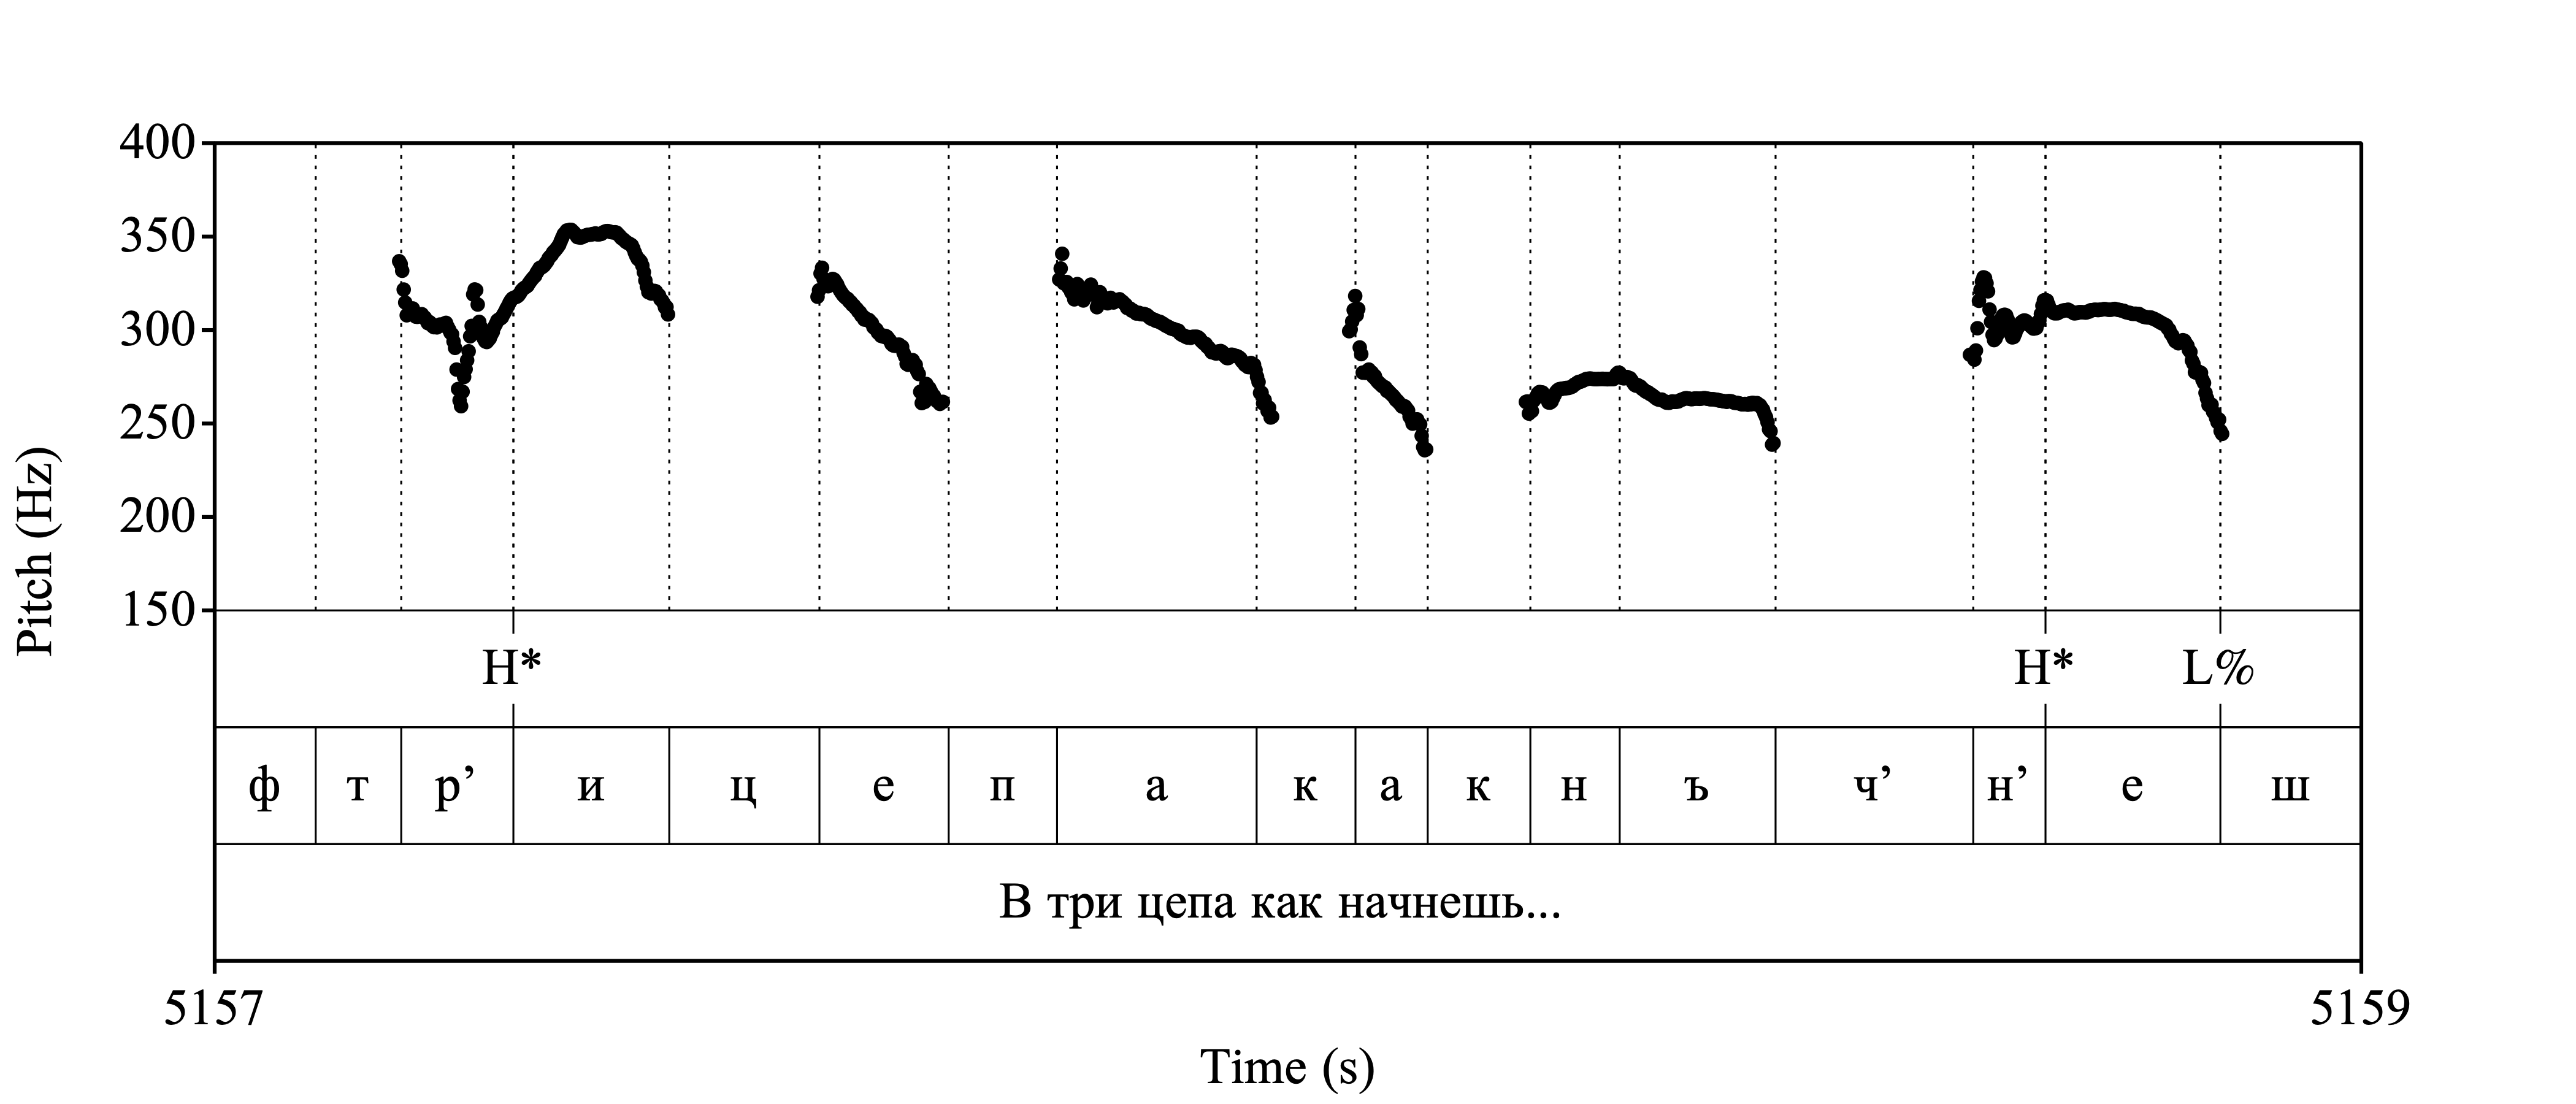 400
350
300
250
200
150
Pitch (Hz)
H* H* L%
ф т р’ и ц е п а к а к н ъ ч’ н’ е ш
В три цепа как начнешь...
5157 5159
Time (s)